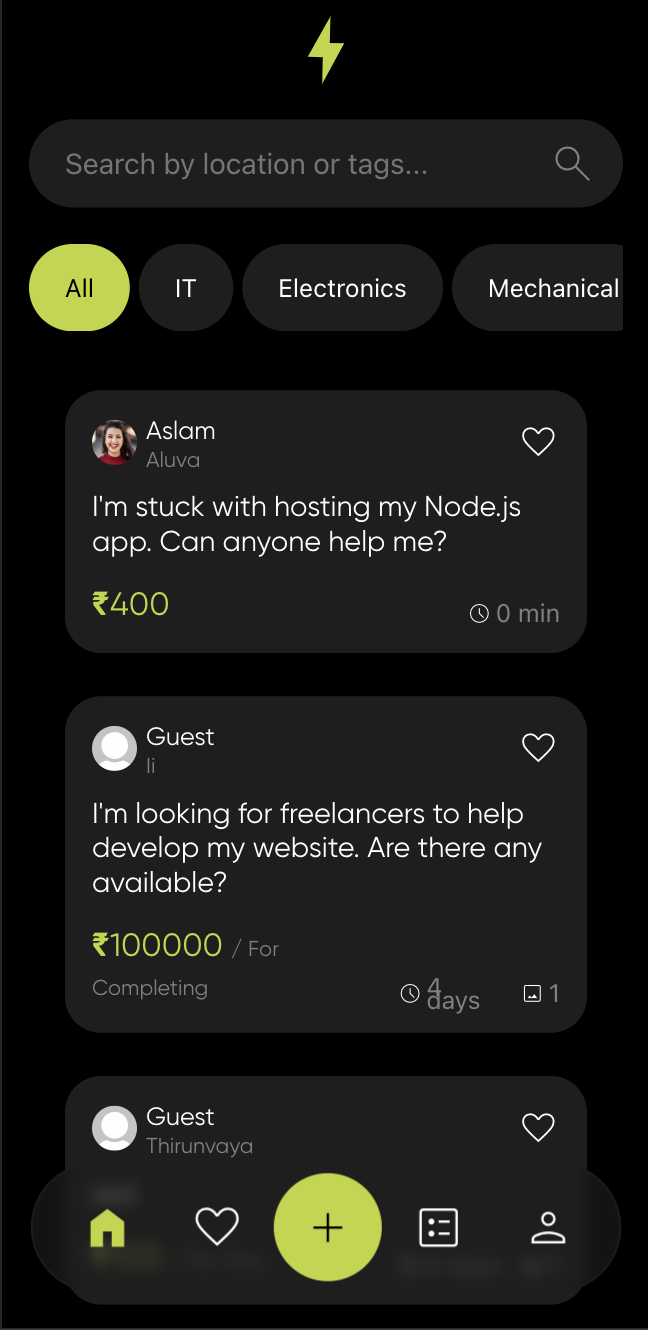 Search by location or tags...
All IT Electronics Mechanical
Aslam
Aluva
I'm stuck with hosting my Node.js
app. Can anyone help me?
₹400
0 min
Guest
li
I'm looking for freelancers to help
develop my website. Are there any
available?
₹100000 / For
Completing
4
days
1
Guest
Thirunvaya